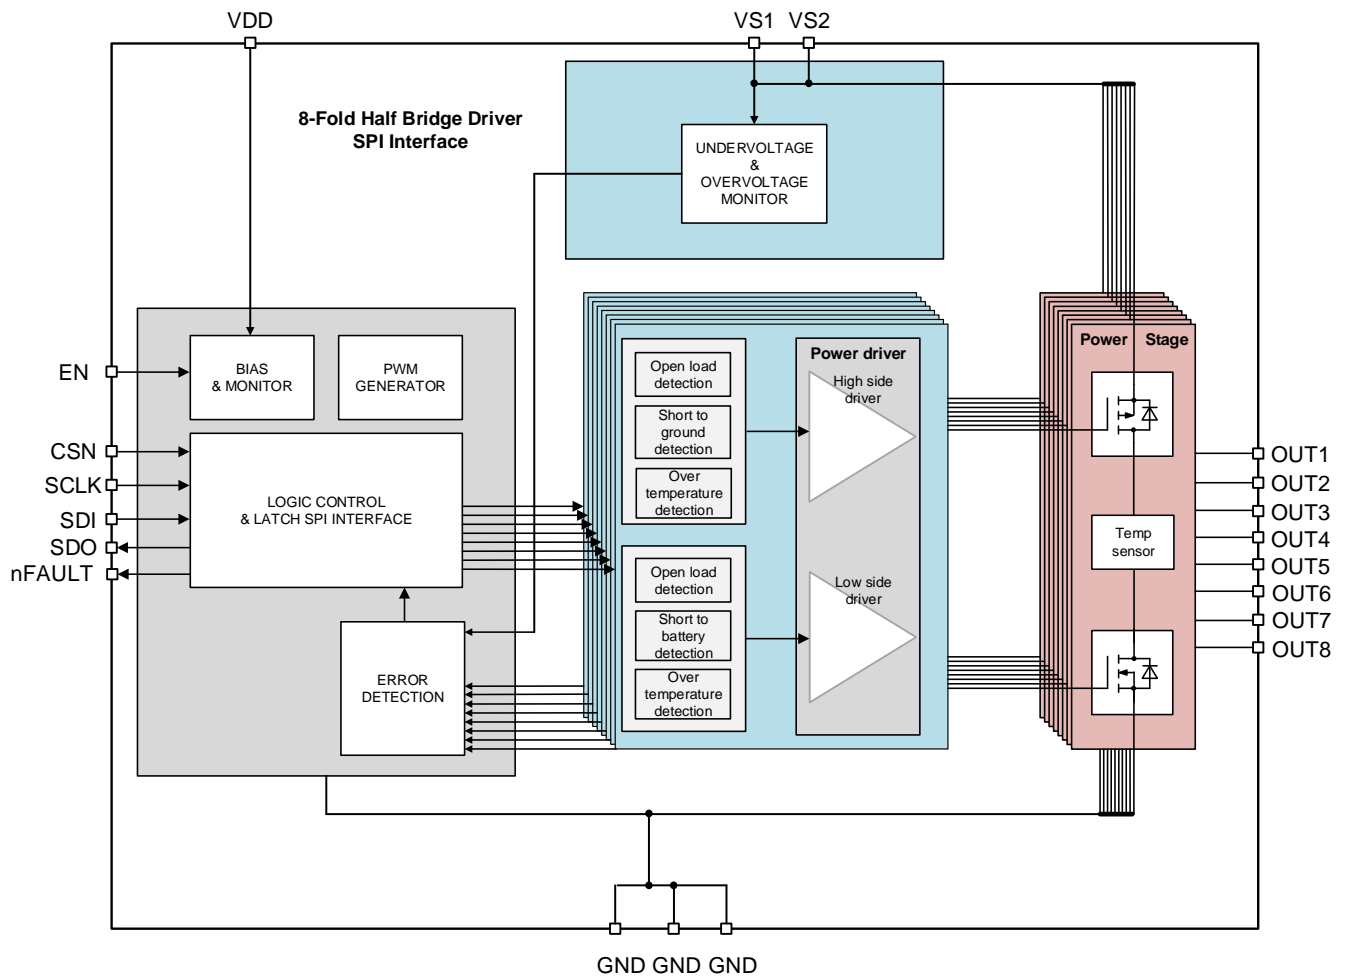 VDD
VS1 VS2
8-Fold Half Bridge Driver
SPI Interface
UNDERVOLTAGE
&
OVERVOLTAGE
MONITOR
EN
CSN
SCLK
SDI
SDO
nFAULT
BIAS
& MONITOR
PWM
GENERATOR
LOGIC CONTROL
& LATCH SPI INTERFACE
ERROR
DETECTION
Open load
detection
Short to
ground
detection
Over
temperature
detection
Open load
detection
Short to
battery
detection
Over
temperature
detection
Power driver
High side
driver
Low side
driver
Power Stage
Temp
sensor
OUT1
OUT2
OUT3
OUT4
OUT5
OUT6
OUT7
OUT8
GND GND GND